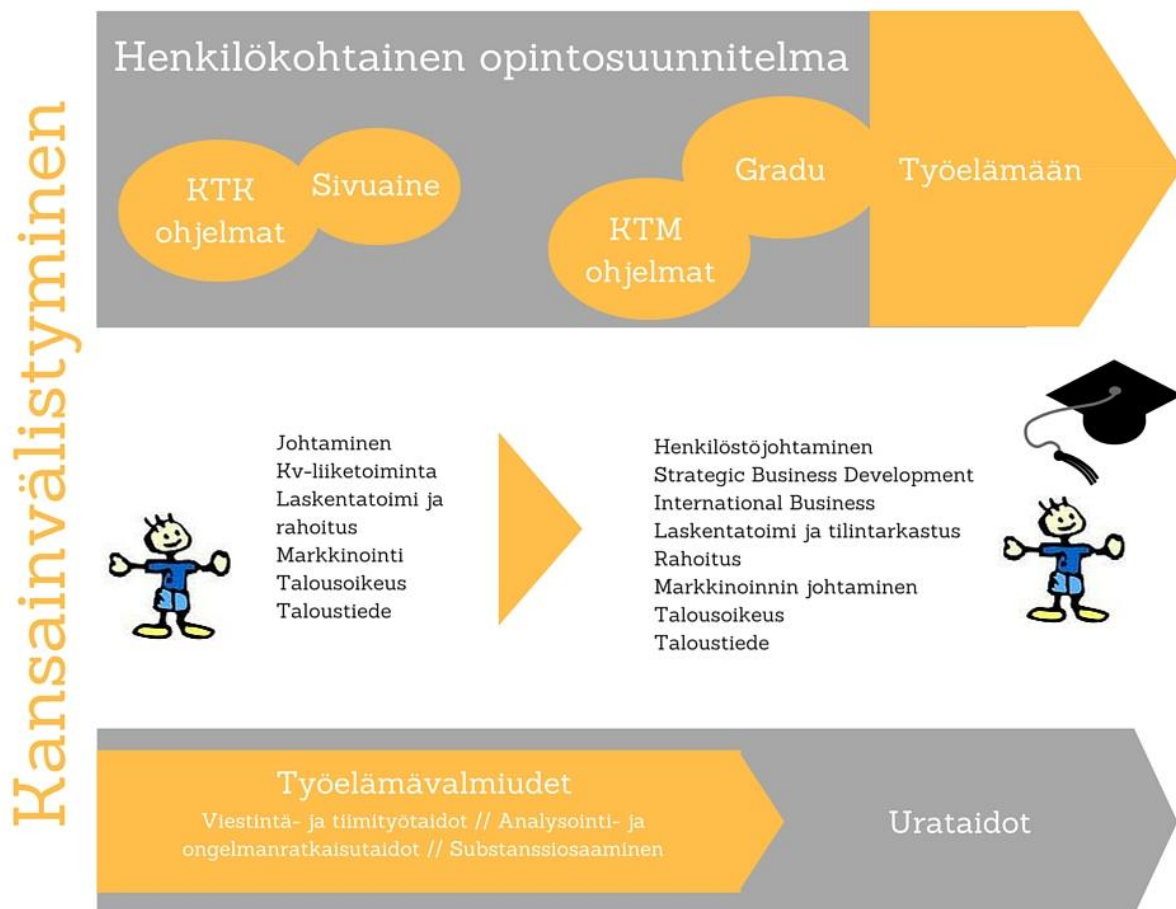 Kansainvälistyminen
Henkilökohtainen opintosuunnitelma
KTK
ohjelmat
Sivuaine
KTM
ohjelmat
Gradu
Työelämään
Johtaminen
Kv-liiketoiminta
Laskentatoimi ja
rahoitus
Markkinointi
Talousoikeus
Taloustiede
Henkilöstöjohtaminen
Strategic Business Development
International Business
Laskentatoimi ja tilintarkastus
Rahoitus
Markkinoinnin johtaminen
Talousoikeus
Taloustiede
Työelämävalmiudet
Viestintä- ja tiimityötaidot // Analysointi- ja
ongelmanratkaisutaidot // Substanssiosaaminen
Urataidot